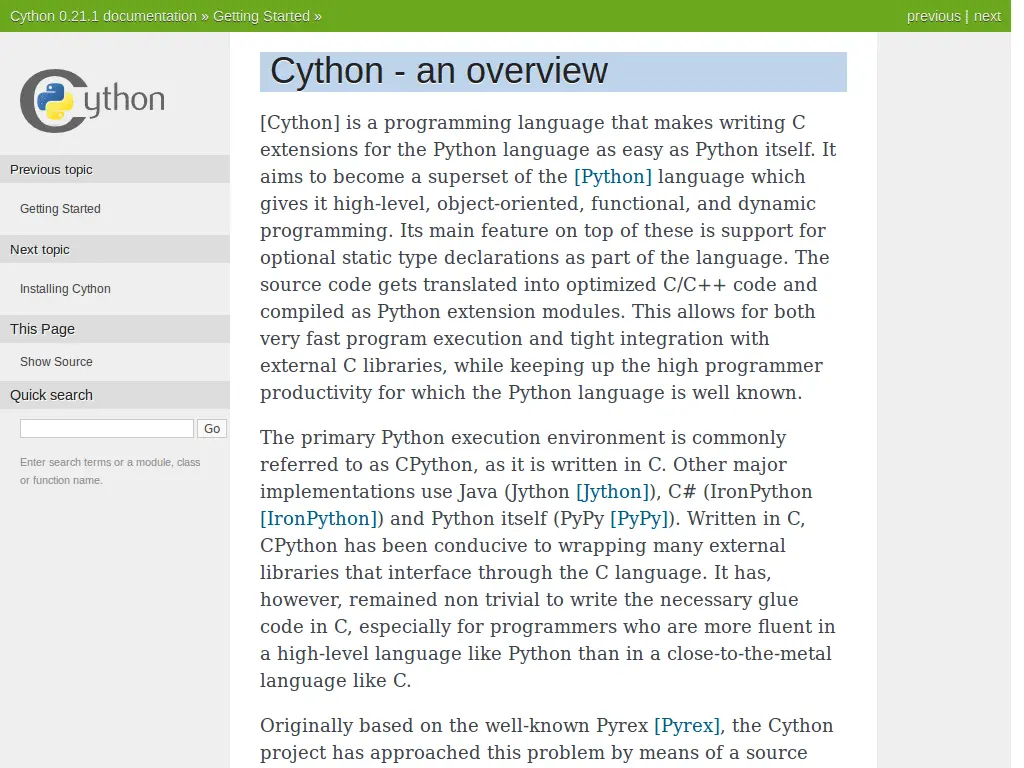 Cython 0.21.1 documentation » Getting Started »
previous | next
Cython
Previous topic
Getting Started
Next topic
Installing Cython
This Page
Show Source
Quick search
Go
Enter search terms or a module, class
or function name.
Cython - an overview
[Cython] is a programming language that makes writing C
extensions for the Python language as easy as Python itself. It
aims to become a superset of the [Python] language which
gives it high-level, object-oriented, functional, and dynamic
programming. Its main feature on top of these is support for
optional static type declarations as part of the language. The
source code gets translated into optimized C/C++ code and
compiled as Python extension modules. This allows for both
very fast program execution and tight integration with
external C libraries, while keeping up the high programmer
productivity for which the Python language is well known.
The primary Python execution environment is commonly
referred to as CPython, as it is written in C. Other major
implementations use Java (Jython [Jython]), C# (IronPython
[IronPython]) and Python itself (PyPy [PyPy]). Written in C,
CPython has been conducive to wrapping many external
libraries that interface through the C language. It has,
however, remained non trivial to write the necessary glue
code in C, especially for programmers who are more fluent in
a high-level language like Python than in a close-to-the-metal
language like C.
Originally based on the well-known Pyrex [Pyrex], the Cython
project has approached this problem by means of a source